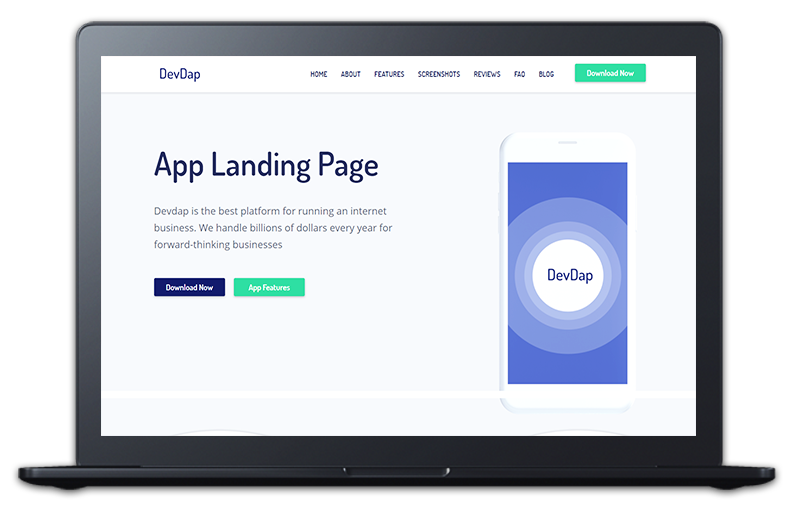 DevDap
HOME ABOUT FEATURES SCREENSHOTS REVIEWS FAQ BLOG
Download Now
App Landing Page
Devdap is the best platform for running an internet
business. We handle billions of dollars every year for
forward-thinking businesses
Download Now
App Features
DevDap